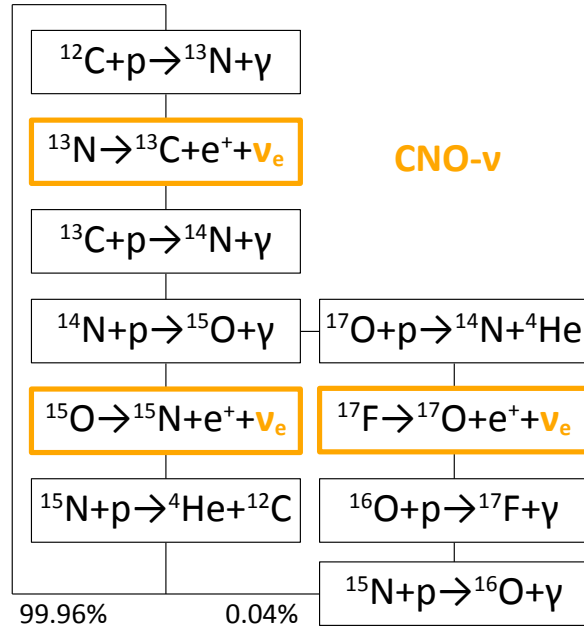 ¹²C+p→¹³N+γ
¹³N→¹³C+e⁺+νₑ
CNO-ν
¹³C+p→¹⁴N+γ
¹⁴N+p→¹⁵O+γ
¹⁷O+p→¹⁴N+⁴He
¹⁵O→¹⁵N+e⁺+νₑ
¹⁷F→¹⁷O+e⁺+νₑ
¹⁵N+p→⁴He+¹²C
¹⁶O+p→¹⁷F+γ
¹⁵N+p→¹⁶O+γ
99.96%
0.04%